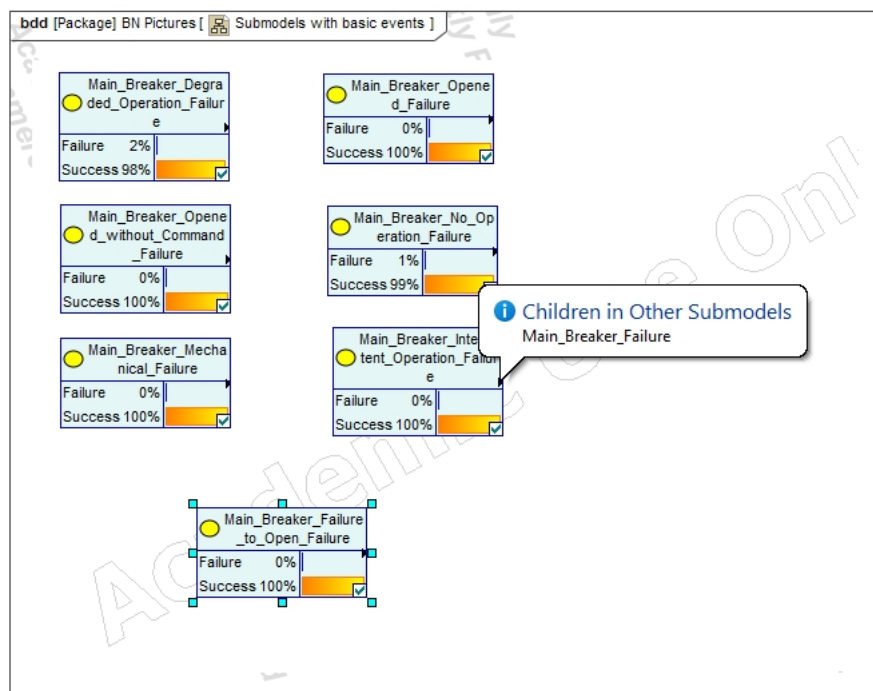 bdd [Package] BN Pictures [ Submodels with basic events ]
Main_Breaker_Degra
ded_Operation_Failur
e
Failure 2%
Success 98%
Main_Breaker_Opene
d_Failure
Failure 0%
Success 100%
Main_Breaker_Opene
d_without_Command
_Failure
Failure 0%
Success 100%
Main_Breaker_No_Op
eration_Failure
Failure 1%
Success 99%
Children in Other Submodels
Main_Breaker_Failure
Main_Breaker_Mecha
nical_Failure
Failure 0%
Success 100%
Main_Breaker_Inte
tent_Operation_Failur
e
Failure 0%
Success 100%
Main_Breaker_Failure
_to_Open_Failure
Failure 0%
Success 100%